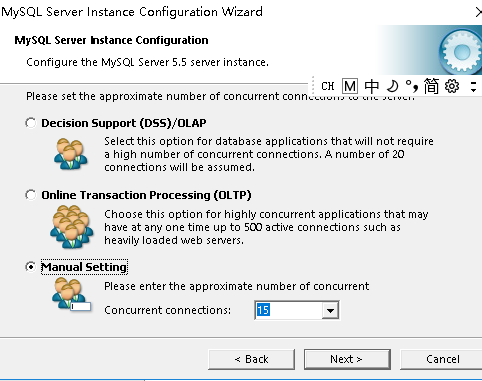 MySQL Server Instance Configuration Wizard
MySQL Server Instance Configuration
Configure the MySQL Server 5.5 server instance.
CH M 中 简
Please set the approximate number of concurrent connections to the server.
Decision Support (DSS)/OLAP
Select this option for database applications that will not require
a high number of concurrent connections. A number of 20
connections will be assumed.
Online Transaction Processing (OLTP)
Choose this option for highly concurrent applications that may
have at any one time up to 500 active connections such as
heavily loaded web servers.
Manual Setting
Please enter the approximate number of concurrent
Concurrent connections: 15
< Back Next > Cancel